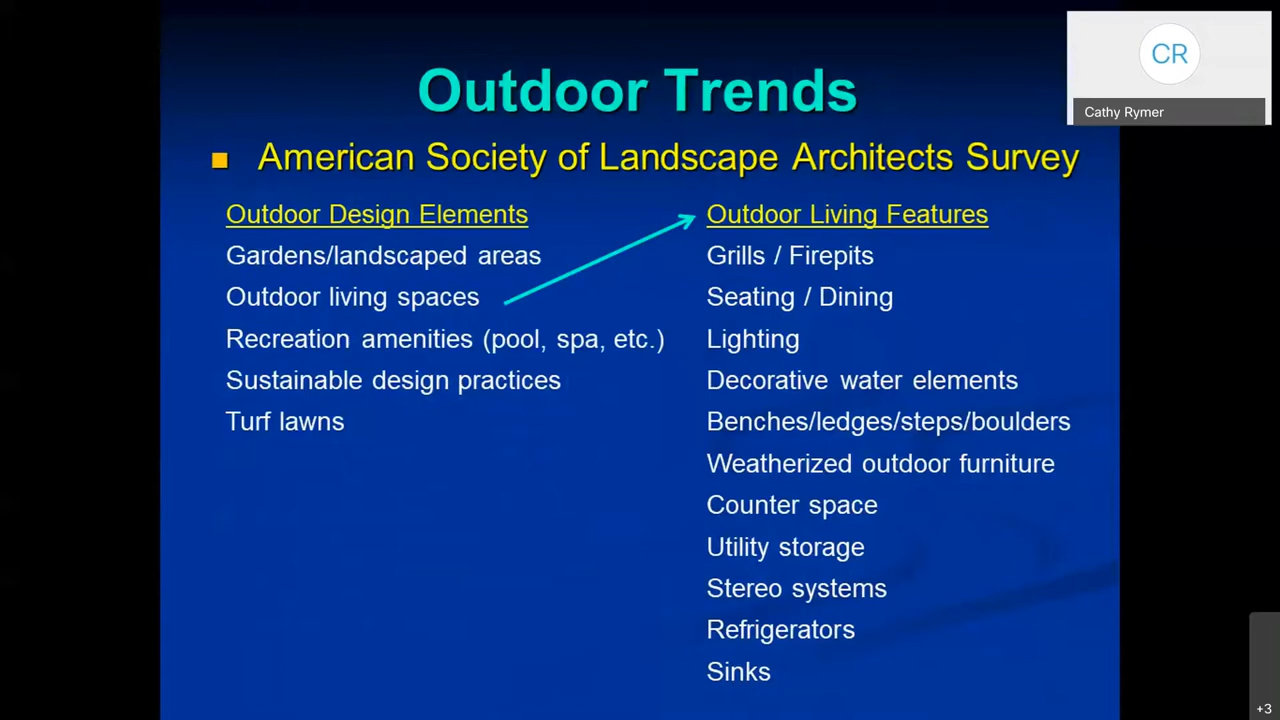 Outdoor Trends
American Society of Landscape Architects Survey
Outdoor Design Elements
Gardens/landscaped areas
Outdoor living spaces
Recreation amenities (pool, spa, etc.)
Sustainable design practices
Turf lawns
Outdoor Living Features
Grills / Firepits
Seating / Dining
Lighting
Decorative water elements
Benches/ledges/steps/boulders
Weatherized outdoor furniture
Counter space
Utility storage
Stereo systems
Refrigerators
Sinks
CR
Cathy Rymer
+3